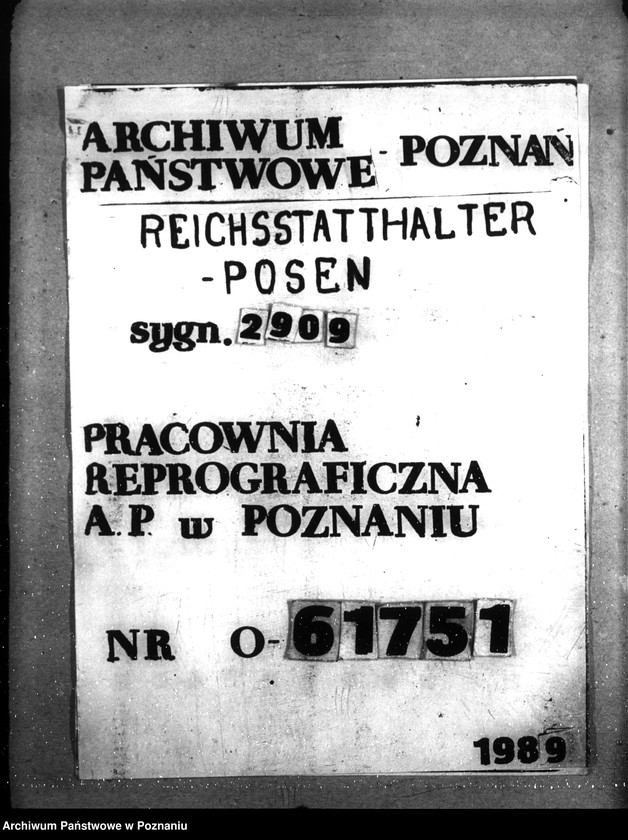 ARCHIWUM
PAŃSTWOWE - POZNAŃ
REICHSSTATTHALTER
-POSEN
sygn. 2909
PRACOWNIA
REPROGRAFICZNA
A.P. w POZNANIU
NR O-61751
1989
Archiwum Państwowe w Poznaniu